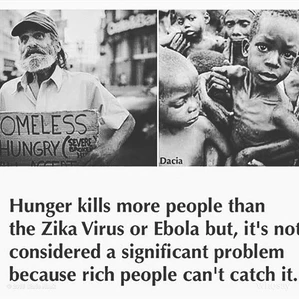 OMELESS
HUNGRY
SEVERE
Dacia
Hunger kills more people than
the Zika Virus or Ebola but, it's not
considered a significant problem
because rich people can't catch it.